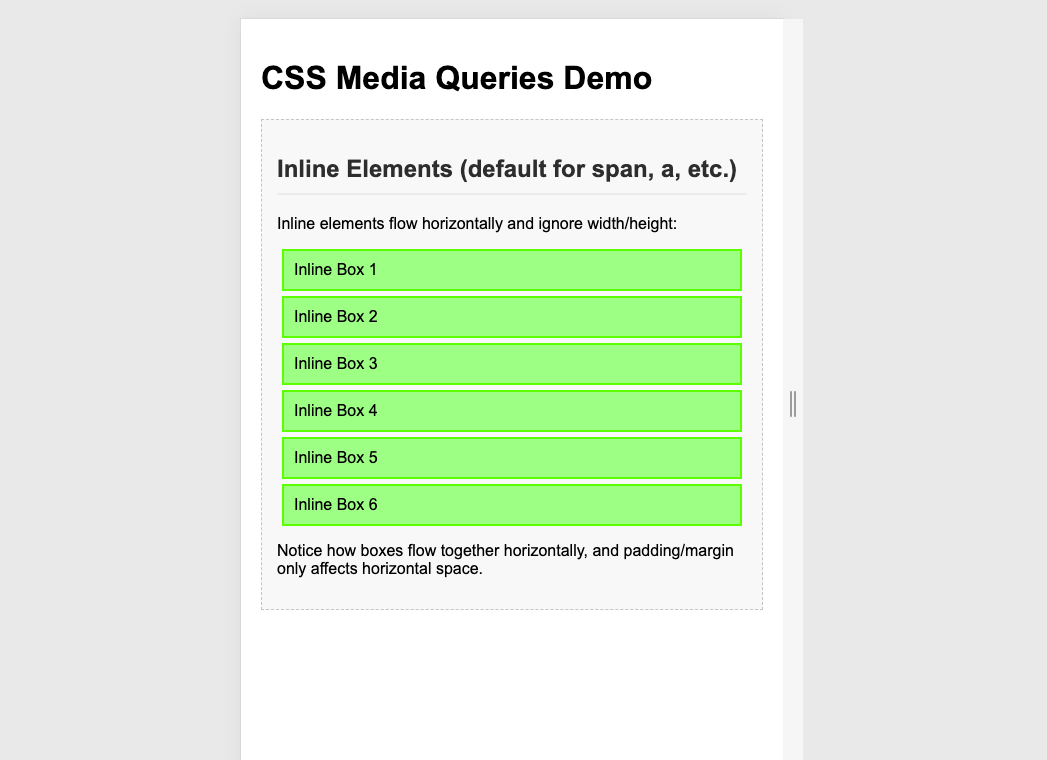 CSS Media Queries Demo
Inline Elements (default for span, a, etc.)
Inline elements flow horizontally and ignore width/height:
Inline Box 1
Inline Box 2
Inline Box 3
Inline Box 4
Inline Box 5
Inline Box 6
Notice how boxes flow together horizontally, and padding/margin
only affects horizontal space.